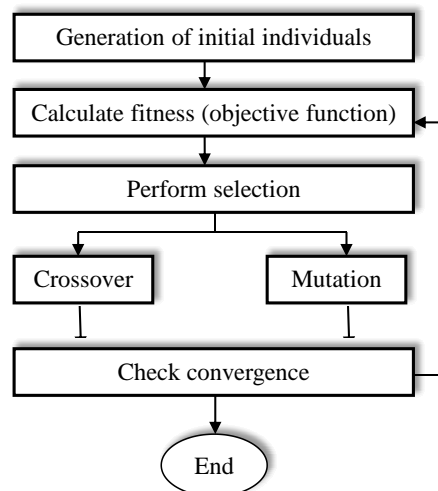 Generation of initial individuals
Calculate fitness (objective function)
Perform selection
Crossover
Mutation
Check convergence
End